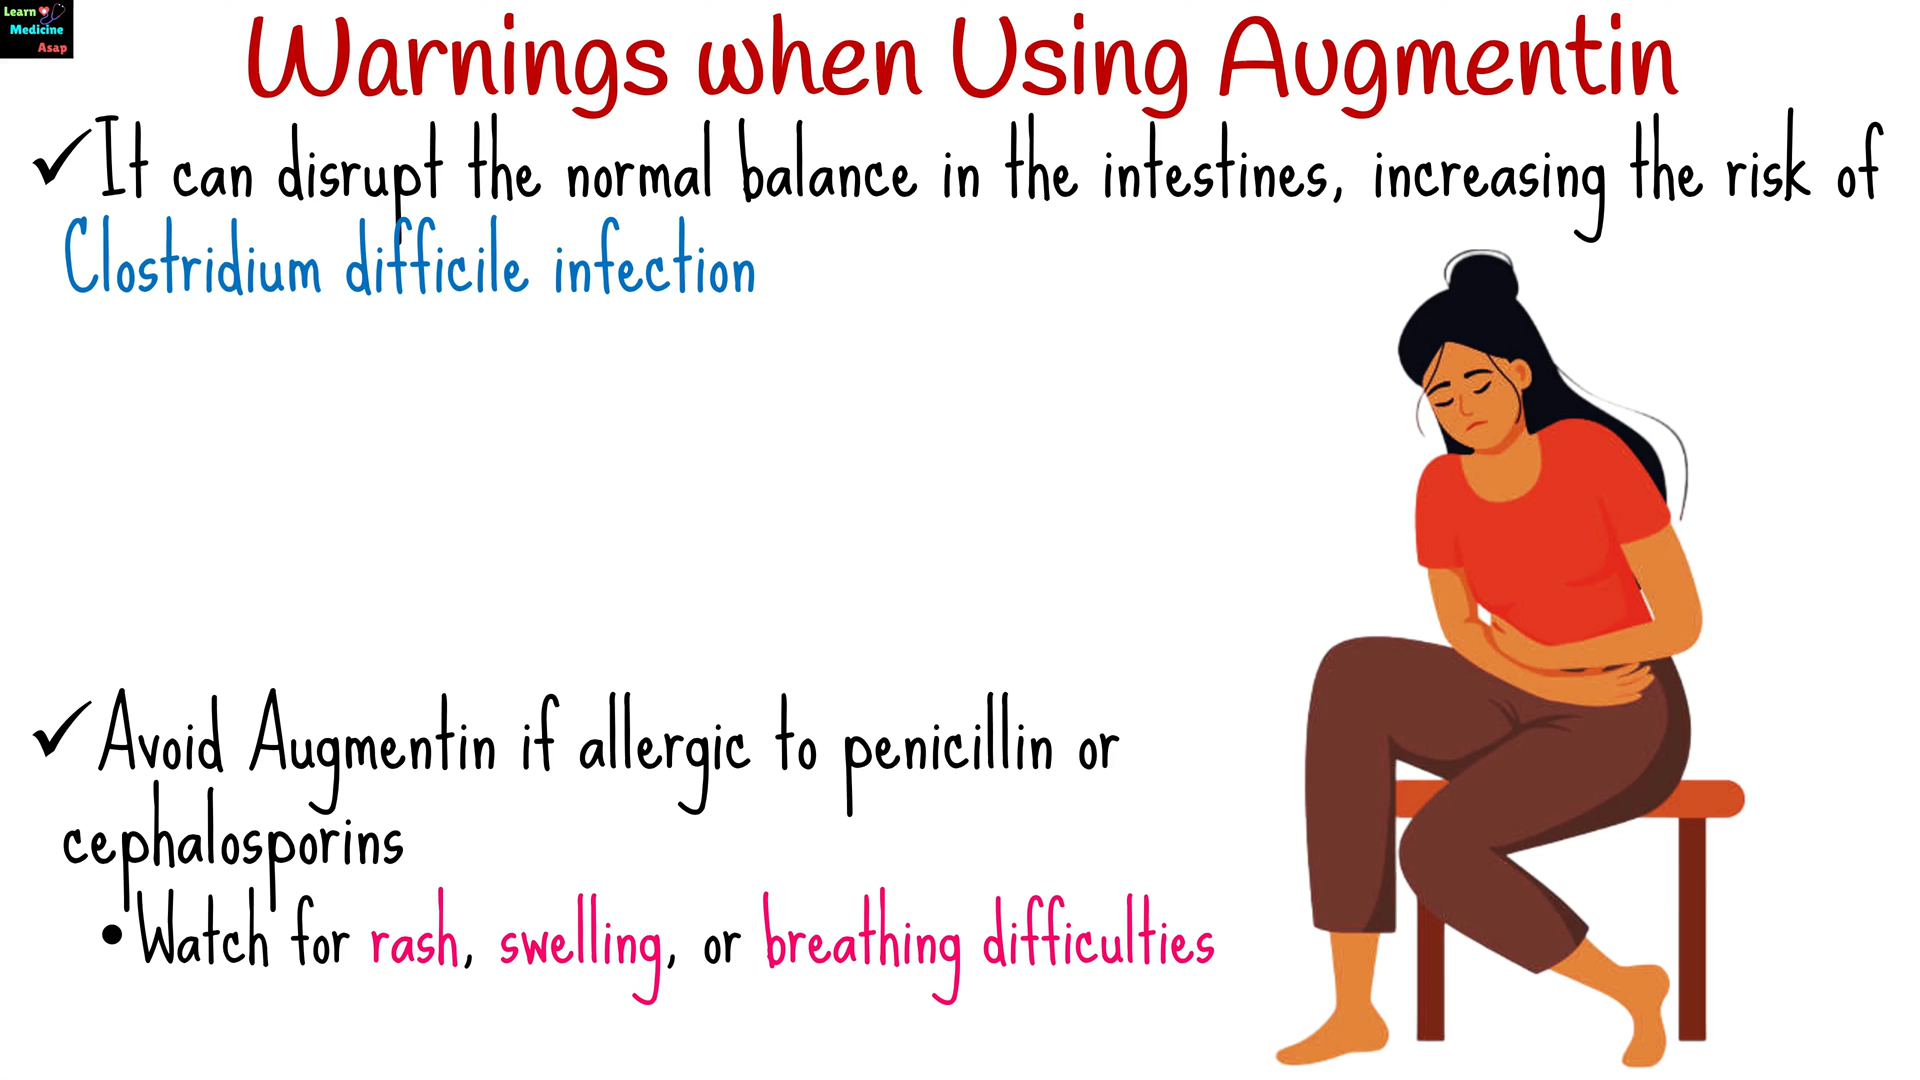 Learn
Medicine
Asap
Warnings when Using Augmentin
✓It can disrupt the normal balance in the intestines, increasing the risk of
Clostridium difficile infection
✓Avoid Augmentin if allergic to penicillin or
cephalosporins
•Watch for rash, swelling, or breathing difficulties